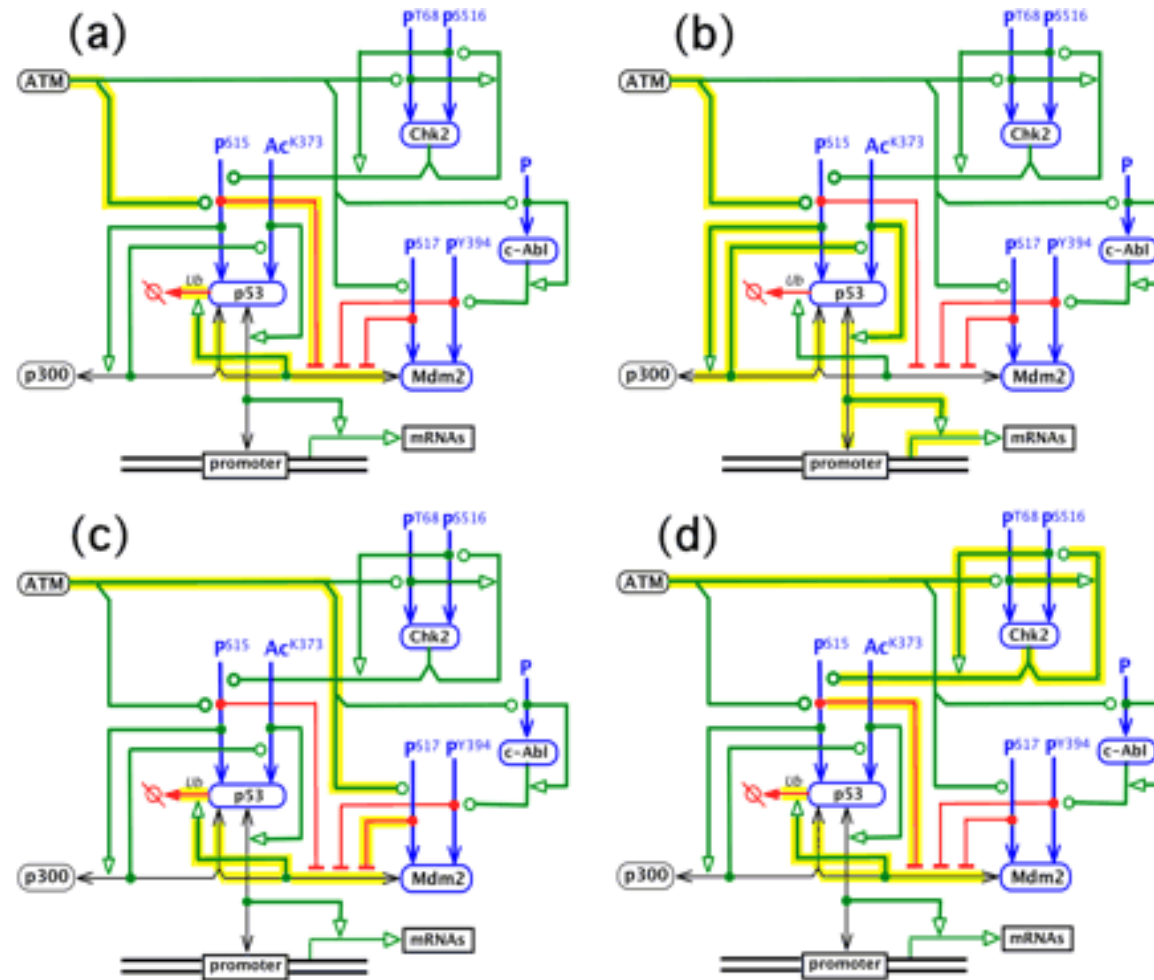 (a)
PT68 PS516
ATM
Chk2
PS15 AcK373
P
c-Abl
PS17 PY394
Ub
p53
p300
Mdm2
mRNAs
promoter
(b)
PT68 PS516
ATM
Chk2
PS15 AcK373
P
c-Abl
PS17 PY394
Ub
p53
p300
Mdm2
mRNAs
promoter
(c)
PT68 PS516
ATM
Chk2
PS15 AcK373
P
c-Abl
PS17 PY394
Ub
p53
p300
Mdm2
mRNAs
promoter
(d)
PT68 PS516
ATM
Chk2
PS15 AcK373
P
c-Abl
PS17 PY394
Ub
p53
p300
Mdm2
mRNAs
promoter